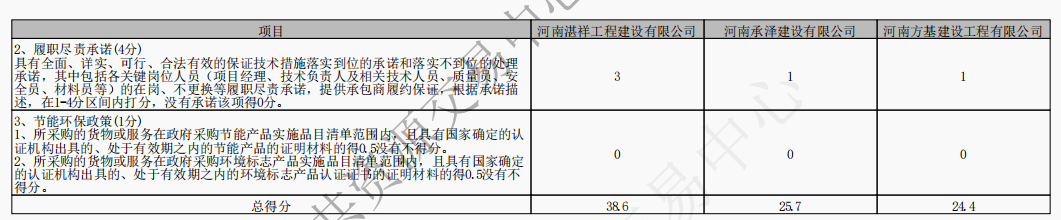 项目 河南湛祥工程建设有限公司 河南承泽建设有限公司 河南方基建设工程有限公司
2、履职尽责承诺(4分)
具有全面、详实、可行、合法有效的保证技术措施落实到位的承诺和落实不到位的处理
承诺，其中包括各关键岗位人员（项目经理、技术负责人及相关技术人员、质量员、安
全员、材料员等）的在岗、不更换等履职尽责承诺，提供承包商履约保证，根据承诺描
述，在1-4分区间内打分，没有承诺该项得0分。
3 1 1
3、节能环保政策(1分)
1、所采购的货物或服务在政府采购节能产品实施品目清单范围内，且具有国家确定的认
证机构出具的、处于有效期之内的节能产品的证明材料的得0.5没有不得分。
2、所采购的货物或服务在政府采购环境标志产品实施品目清单范围内，且具有国家确定
的认证机构出具的、处于有效期之内的环境标志产品认证证书的证明材料的得0.5没有不
得分。
0 0 0
总得分 38.6 25.7 24.4
共资源交易中心
易中心